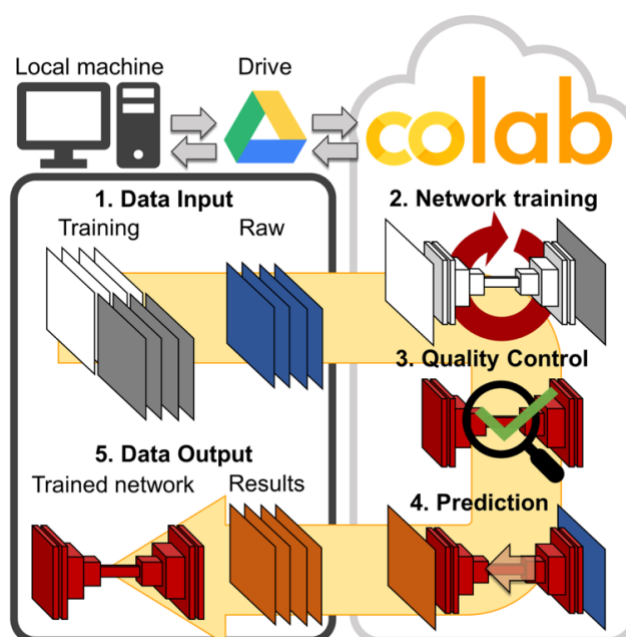 Local machine
Drive
colab
1. Data Input
Training
Raw
2. Network training
3. Quality Control
4. Prediction
5. Data Output
Trained network
Results